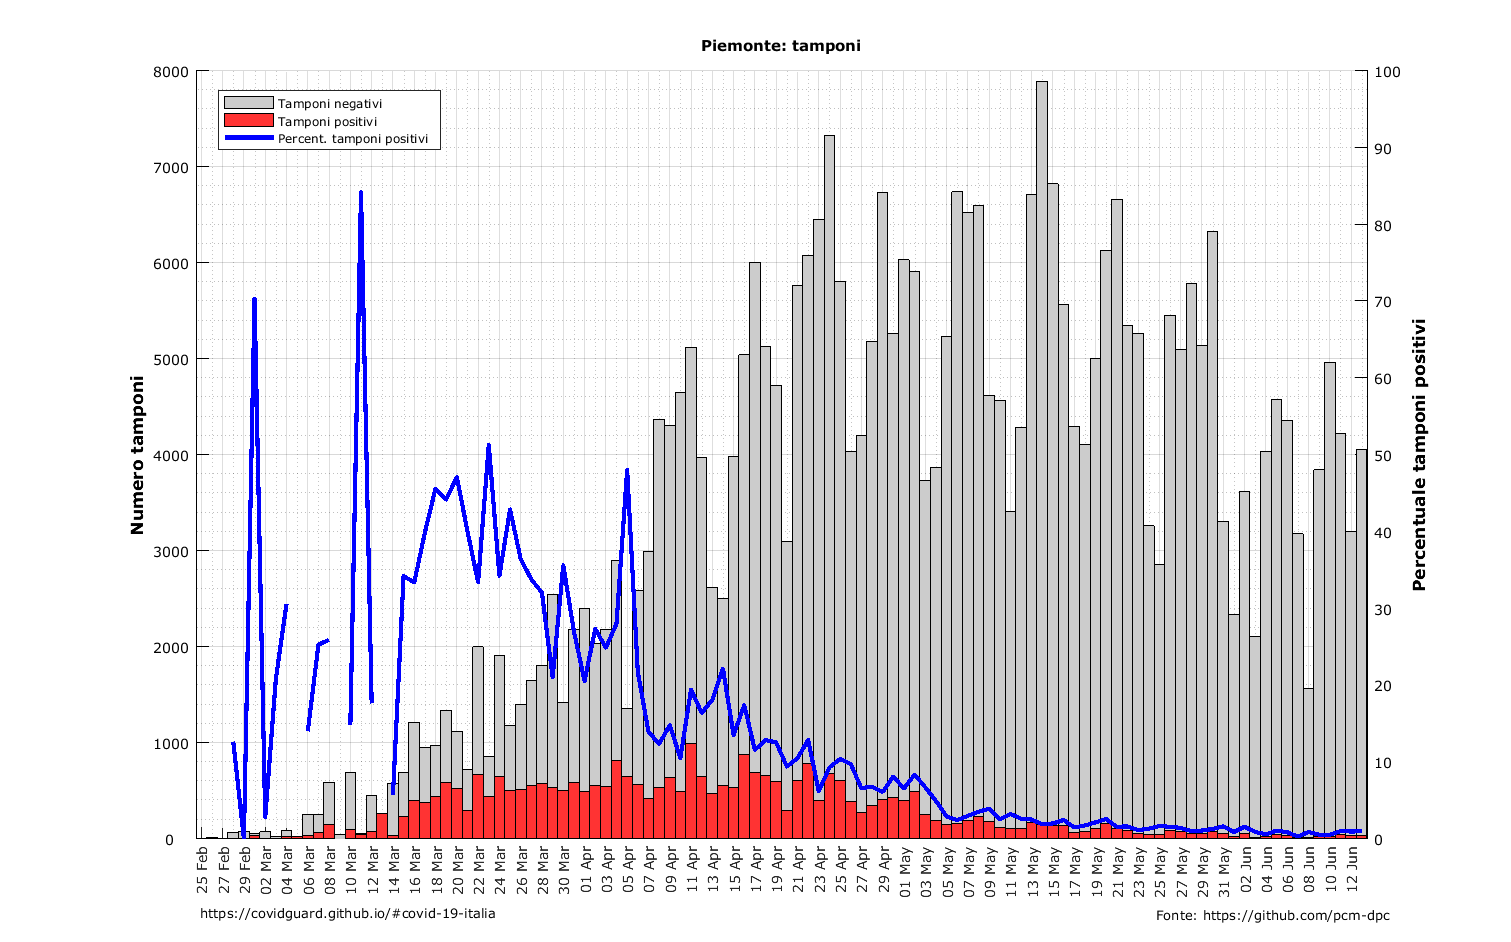 Piemonte: tamponi
Tamponi negativi
Tamponi positivi
Percent. tamponi positivi
Numero tamponi
8000
7000
6000
5000
4000
3000
2000
1000
0
100
90
80
70
60
50
40
30
20
10
0
Percentuale tamponi positivi
25 Feb
27 Feb
29 Feb
02 Mar
04 Mar
06 Mar
08 Mar
10 Mar
12 Mar
14 Mar
16 Mar
18 Mar
20 Mar
22 Mar
24 Mar
26 Mar
28 Mar
30 Mar
01 Apr
03 Apr
05 Apr
07 Apr
09 Apr
11 Apr
13 Apr
15 Apr
17 Apr
19 Apr
21 Apr
23 Apr
25 Apr
27 Apr
29 Apr
01 May
03 May
05 May
07 May
09 May
11 May
13 May
15 May
17 May
19 May
21 May
23 May
25 May
27 May
29 May
31 May
02 Jun
04 Jun
06 Jun
08 Jun
10 Jun
12 Jun
https://covidguard.github.io/#covid-19-italia
Fonte: https://github.com/pcm-dpc